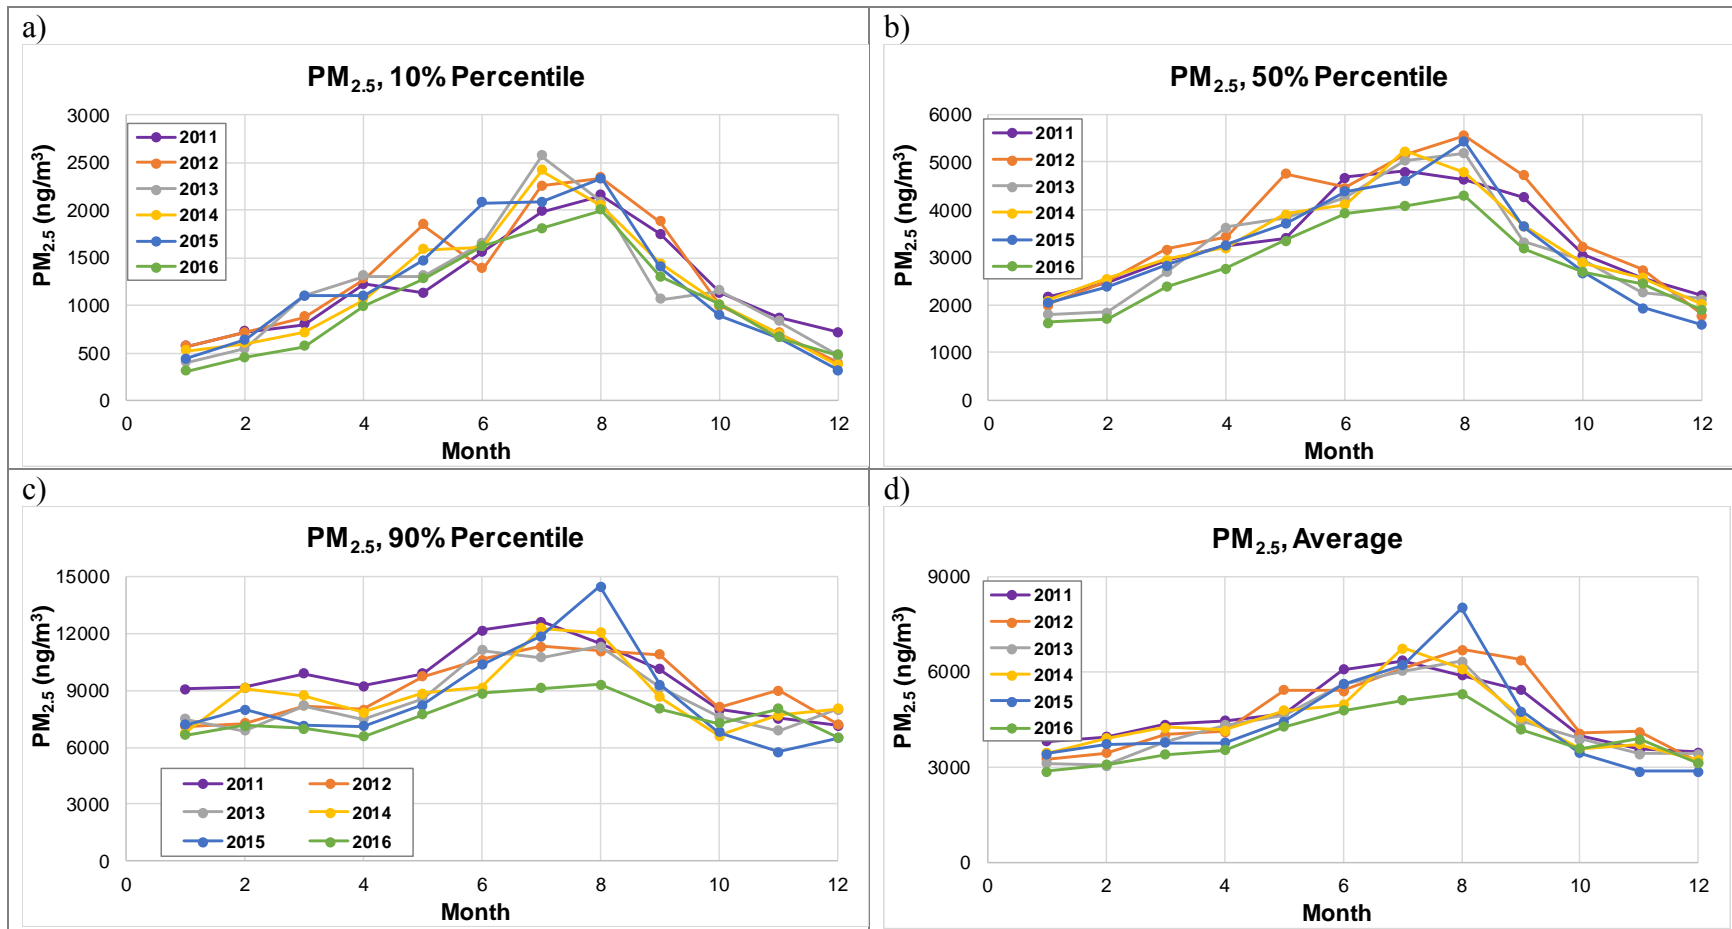 a)
PM2.5, 10% Percentile
PM2.5 (ng/m3)
3000
2500
2000
1500
1000
500
0
2011
2012
2013
2014
2015
2016
0 2 4 6 8 10 12
Month
b)
PM2.5, 50% Percentile
PM2.5 (ng/m3)
6000
5000
4000
3000
2000
1000
0
2011
2012
2013
2014
2015
2016
0 2 4 6 8 10 12
Month
c)
PM2.5, 90% Percentile
PM2.5 (ng/m3)
15000
12000
9000
6000
3000
0
2011 2012
2013 2014
2015 2016
0 2 4 6 8 10 12
Month
d)
PM2.5, Average
PM2.5 (ng/m3)
9000
6000
3000
0
2011
2012
2013
2014
2015
2016
0 2 4 6 8 10 12
Month